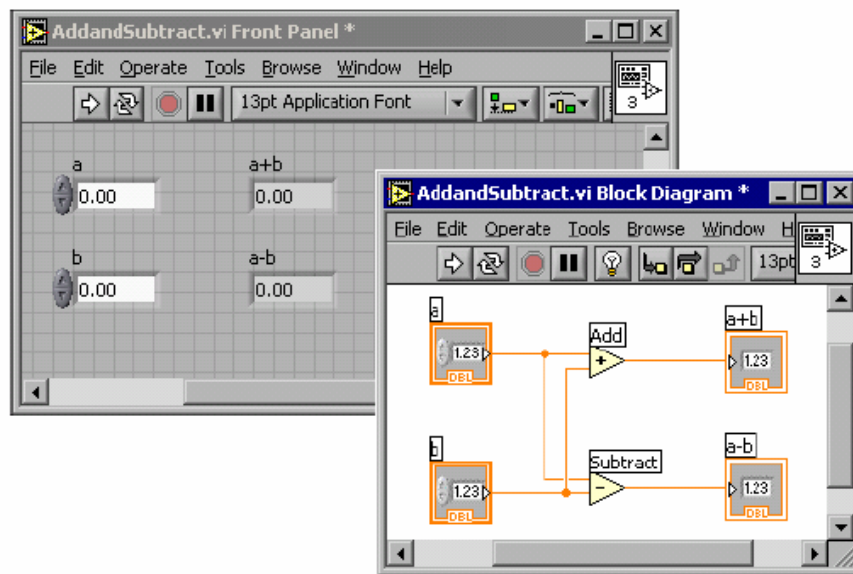 AddandSubtract.vi Front Panel *
File Edit Operate Tools Browse Window Help
13pt Application Font
3
a
0.00
a+b
0.00
b
0.00
a-b
0.00
AddandSubtract.vi Block Diagram *
File Edit Operate Tools Browse Window H
13pt
3
a
1.23
DBL
Add
+
a+b
1.23
DBL
b
1.23
DBL
Subtract
-
a-b
1.23
DBL